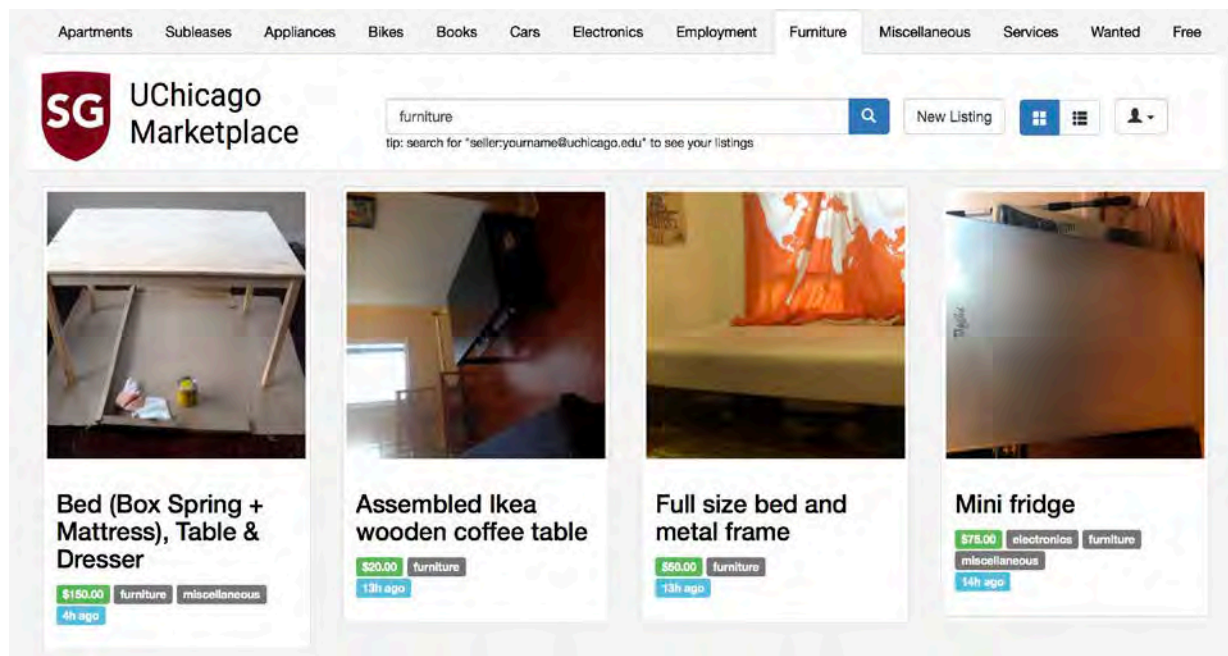 Apartments Subleases Appliances Bikes Books Cars Electronics Employment Furniture Miscellaneous Services Wanted Free
SG
UChicago
Marketplace
furniture
New Listing
tip: search for "seller:yourname@uchicago.edu" to see your listings
Bed (Box Spring +
Mattress), Table &
Dresser
$150.00 furniture miscellaneous
4h ago
Assembled Ikea
wooden coffee table
$20.00 furniture
13h ago
Full size bed and
metal frame
$50.00 furniture
13h ago
Mini fridge
$75.00 electronics furniture
miscellaneous
14h ago